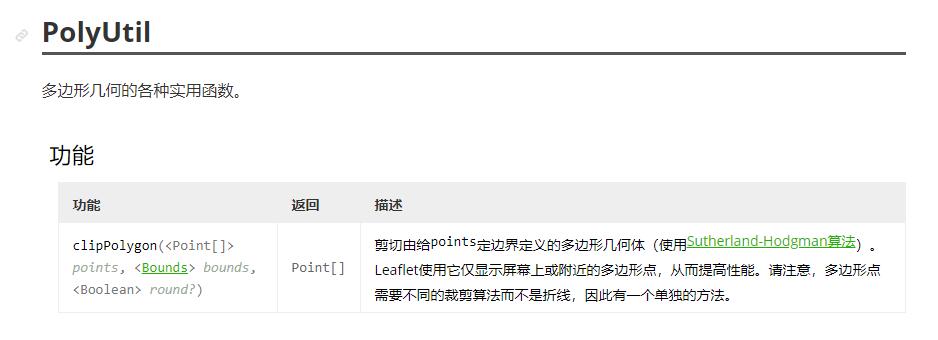 PolyUtil
多边形几何的各种实用函数。
功能
功能 返回 描述
clipPolygon(<Point[]>
points, <Bounds> bounds,
<Boolean> round?)
Point[]
剪切由给points定边界定义的多边形几何体（使用Sutherland-Hodgman算法）。
Leaflet使用它仅显示屏幕上或附近的多边形点，从而提高性能。请注意，多边形点
需要不同的裁剪算法而不是折线，因此有一个单独的方法。